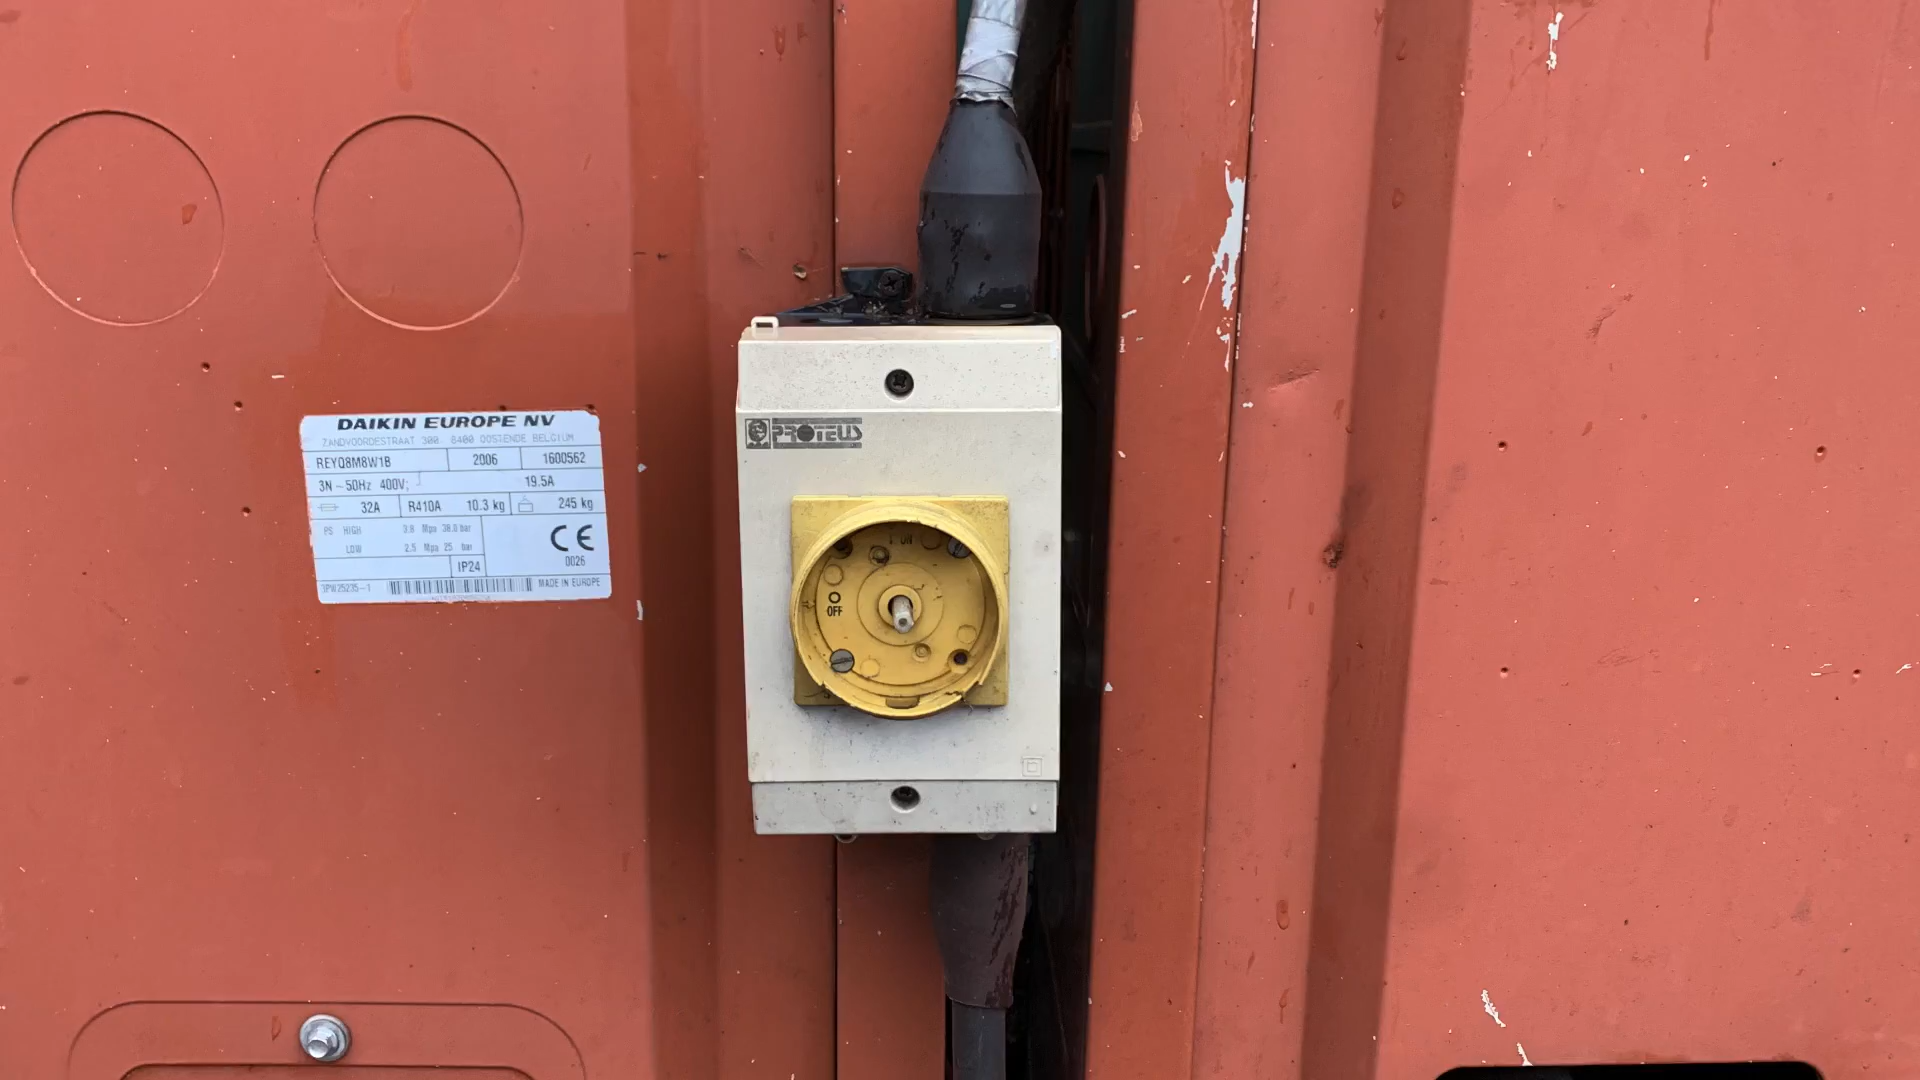 DAIKIN EUROPE NV
ZANDVOORDESTRAAT 300, 8400 OOSTENDE BELGIUM
REYQ8M8W1B 2006 1600562
3N ~ 50Hz 400V; 19.5A
32A R410A 10.3 kg 245 kg
PS HIGH 3.8 Mpa 38.0 bar
LOW 2.5 Mpa 25 bar
CE
0026
IP24
3PW25235-1 MADE IN EUROPE
PROTEUS
I ON
O
OFF